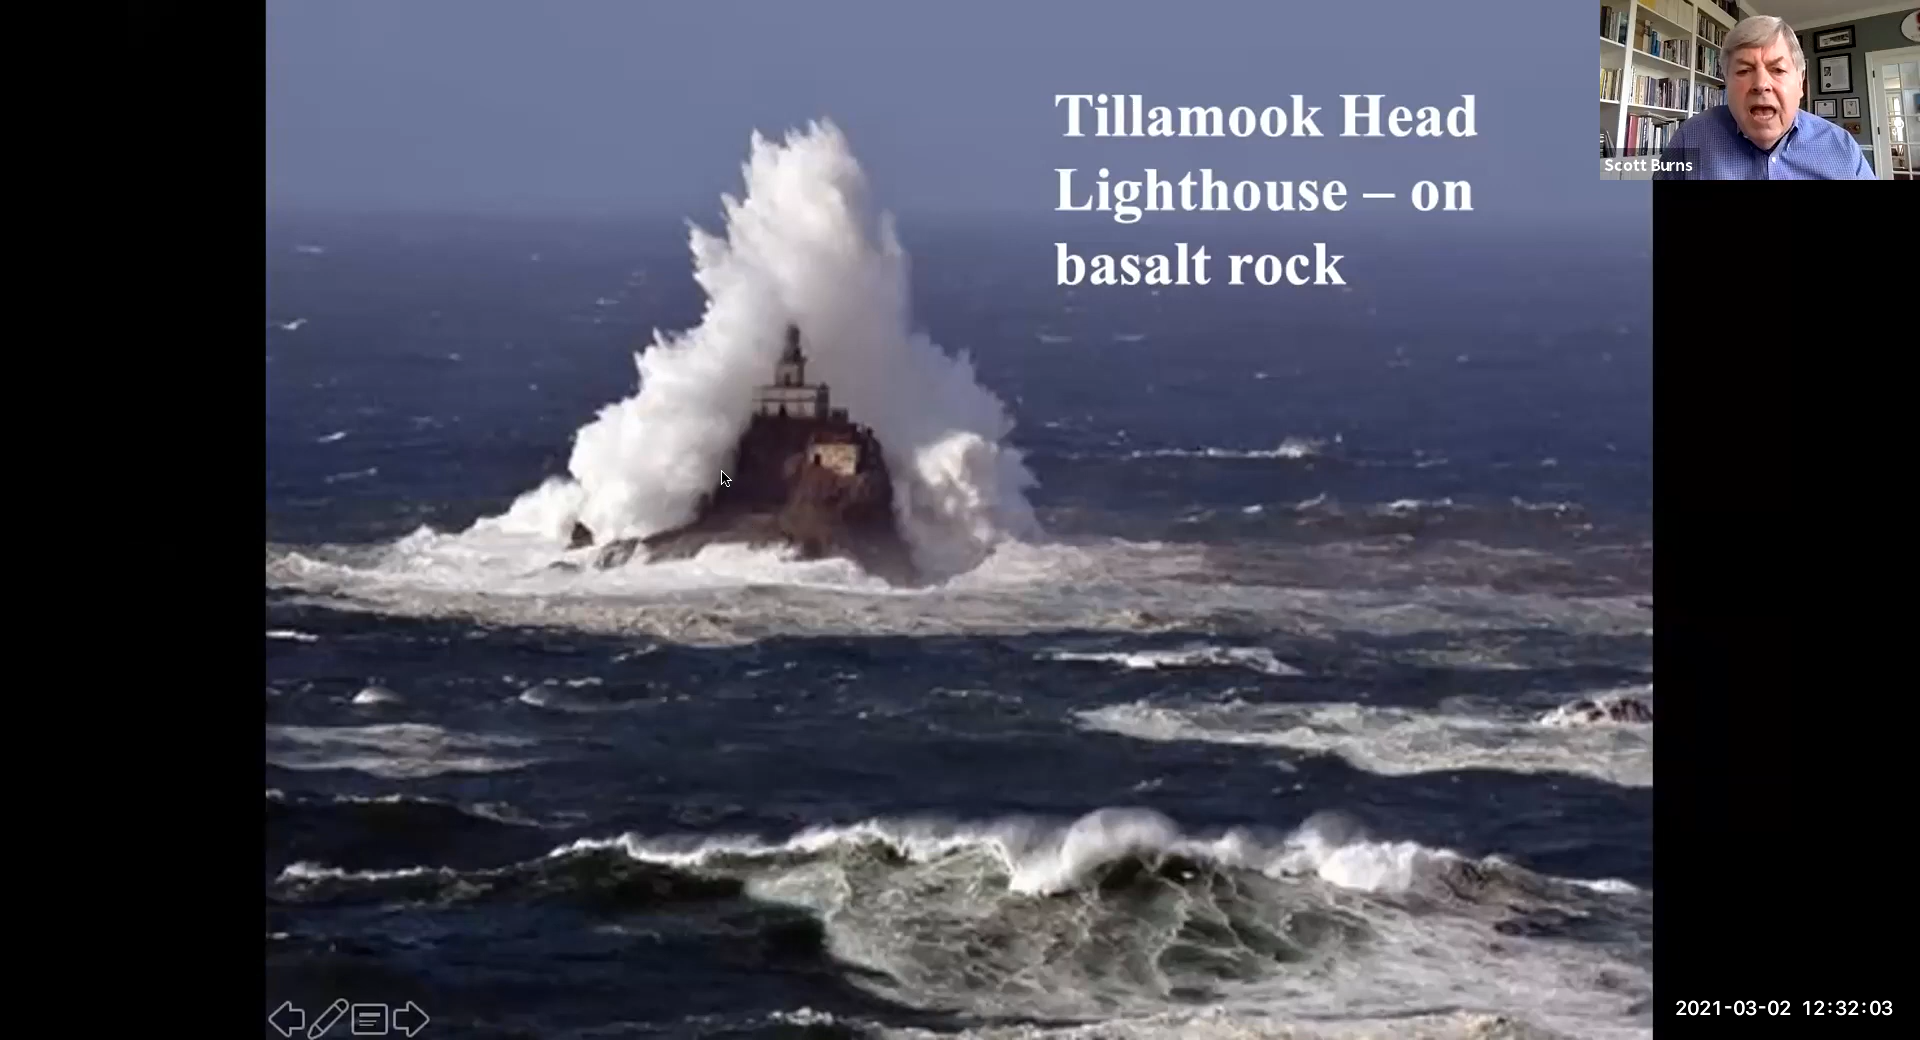 Tillamook Head
Lighthouse – on
basalt rock
Scott Burns
2021-03-02 12:32:03